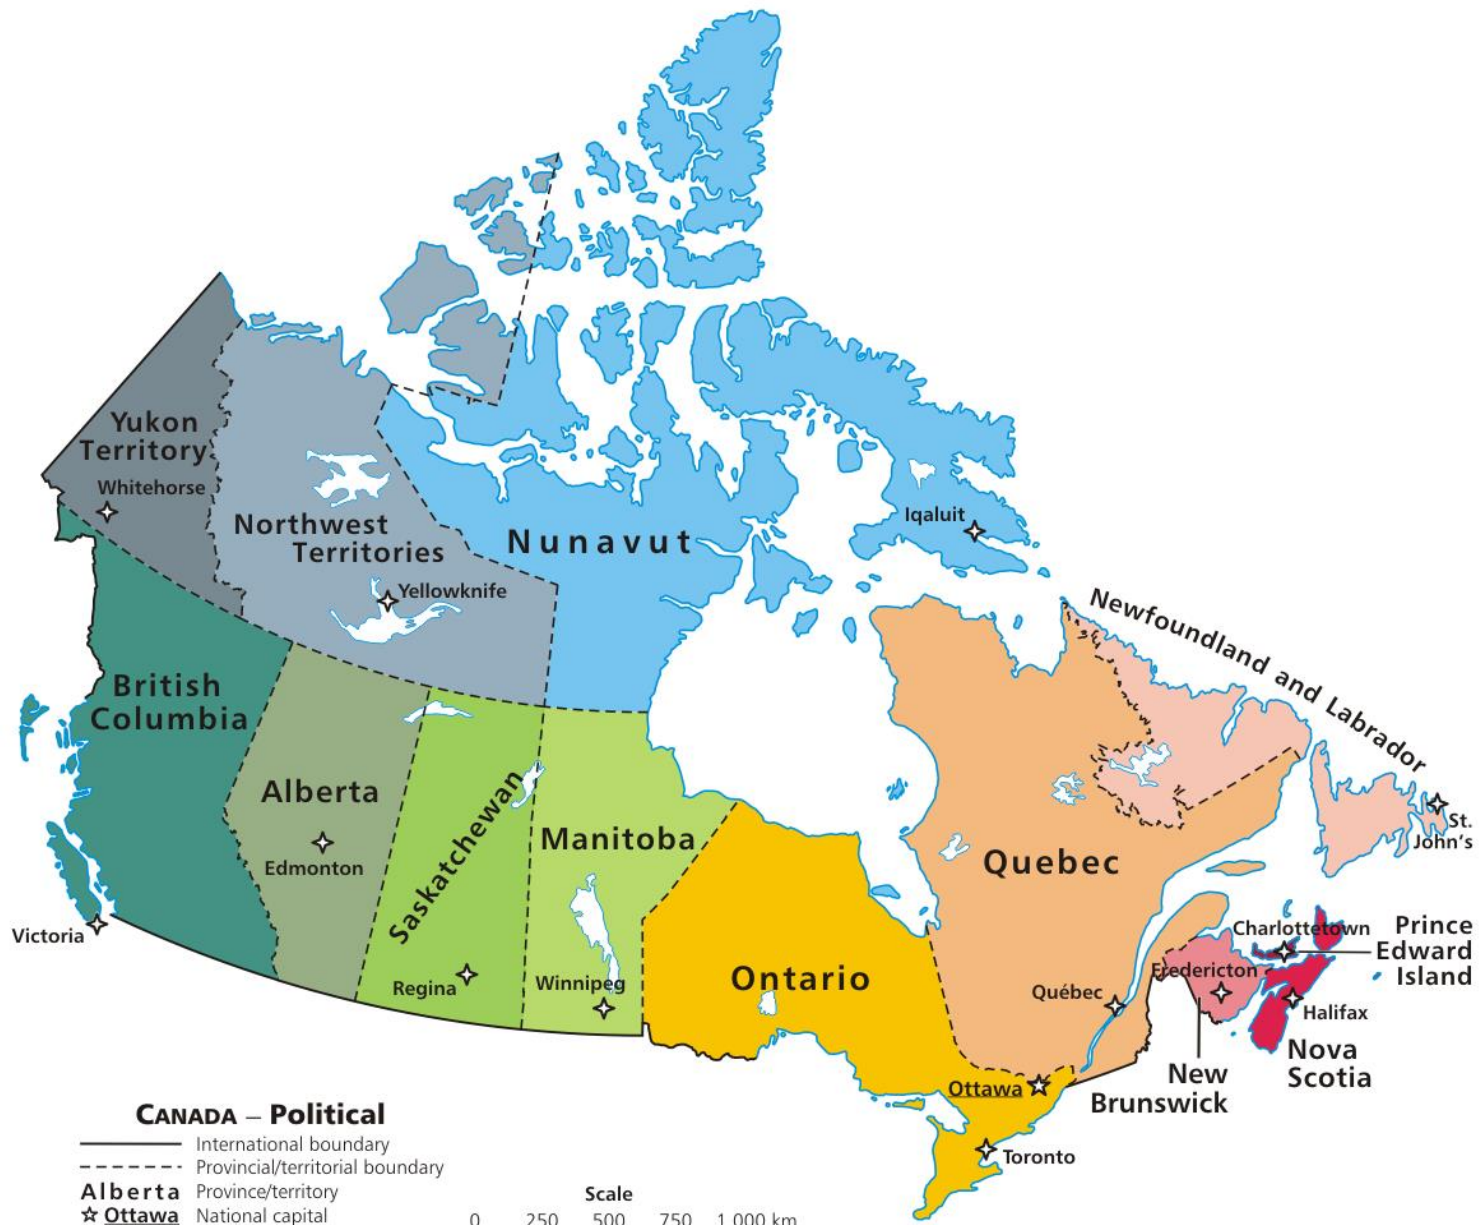 Yukon
Territory
Whitehorse
Northwest
Territories
Yellowknife
Nunavut
Iqaluit
Newfoundland and Labrador
British
Columbia
Alberta
Edmonton
Saskatchewan
Manitoba
Quebec
St.
John's
Victoria
Regina
Winnipeg
Ontario
Québec
Charlottetown
Prince
Edward
Island
Fredericton
Halifax
Nova
Scotia
New
Brunswick
Ottawa
Toronto
CANADA – Political
International boundary
Provincial/territorial boundary
Alberta Province/territory
Ottawa National capital
Scale
0 250 500 750 1 000 km